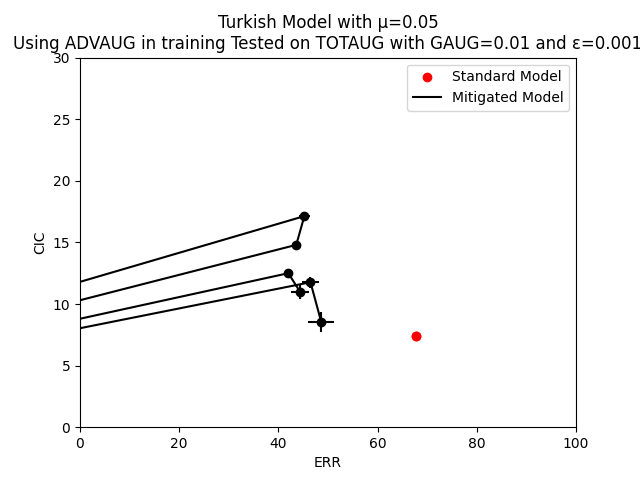 Turkish Model with μ=0.05
Using ADVAUG in training Tested on TOTAUG with GAUG=0.01 and ε=0.001
30
25
20
15
10
5
0
CIC
Standard Model
Mitigated Model
0 20 40 60 80 100
ERR